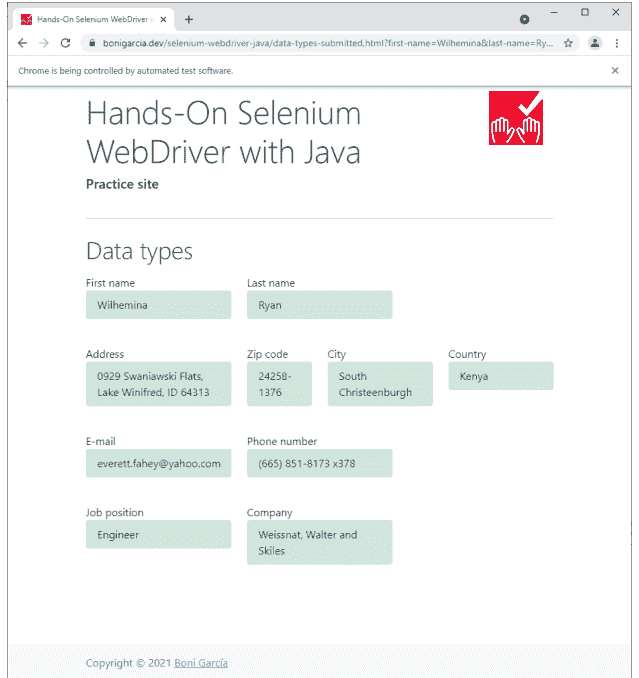 Hands-On Selenium WebDriver
bonigarcia.dev/selenium-webdriver-java/data-types-submitted.html?first-name=Wilhemina&last-name=Ry...
Chrome is being controlled by automated test software.
Hands-On Selenium
WebDriver with Java
Practice site
Data types
First name
Last name
Wilhemina
Ryan
Address
Zip code
City
Country
0929 Swaniawski Flats,
Lake Winifred, ID 64313
24258-
1376
South
Christeenburgh
Kenya
E-mail
Phone number
everett.fahey@yahoo.com
(665) 851-8173 x378
Job position
Company
Engineer
Weissnat, Walter and
Skiles
Copyright © 2021 Boni García